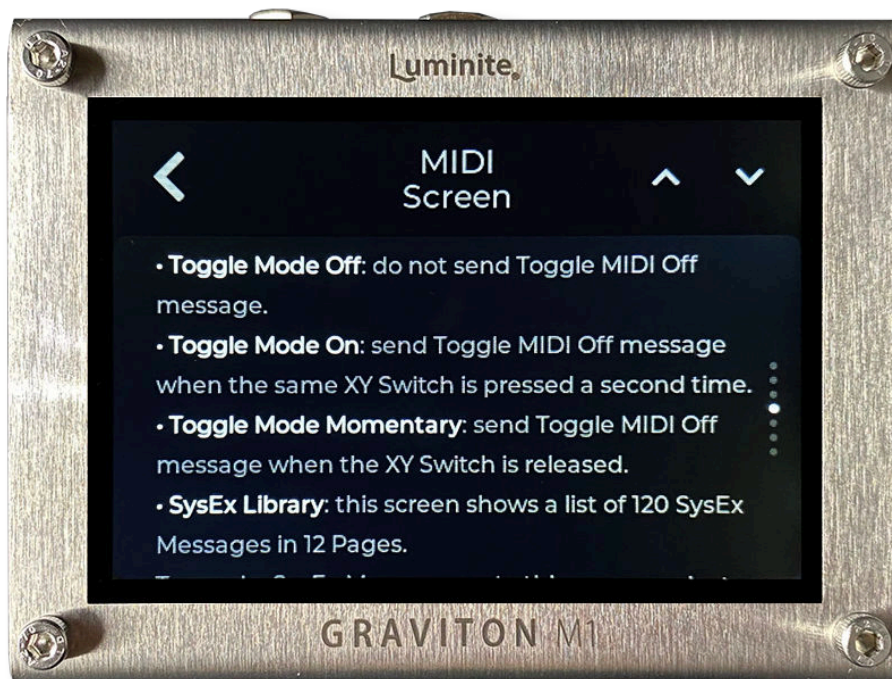 Luminite
MIDI
Screen
• Toggle Mode Off: do not send Toggle MIDI Off
message.
• Toggle Mode On: send Toggle MIDI Off message
when the same XY Switch is pressed a second time.
• Toggle Mode Momentary: send Toggle MIDI Off
message when the XY Switch is released.
• SysEx Library: this screen shows a list of 120 SysEx
Messages in 12 Pages.
GRAVITON M1